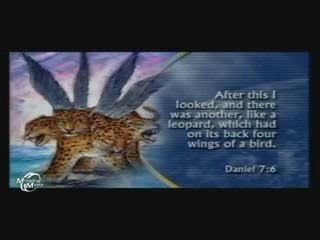 After this I
looked, and there
was another, like a
leopard, which had
on its back four
wings of a bird.
Daniel 7:6